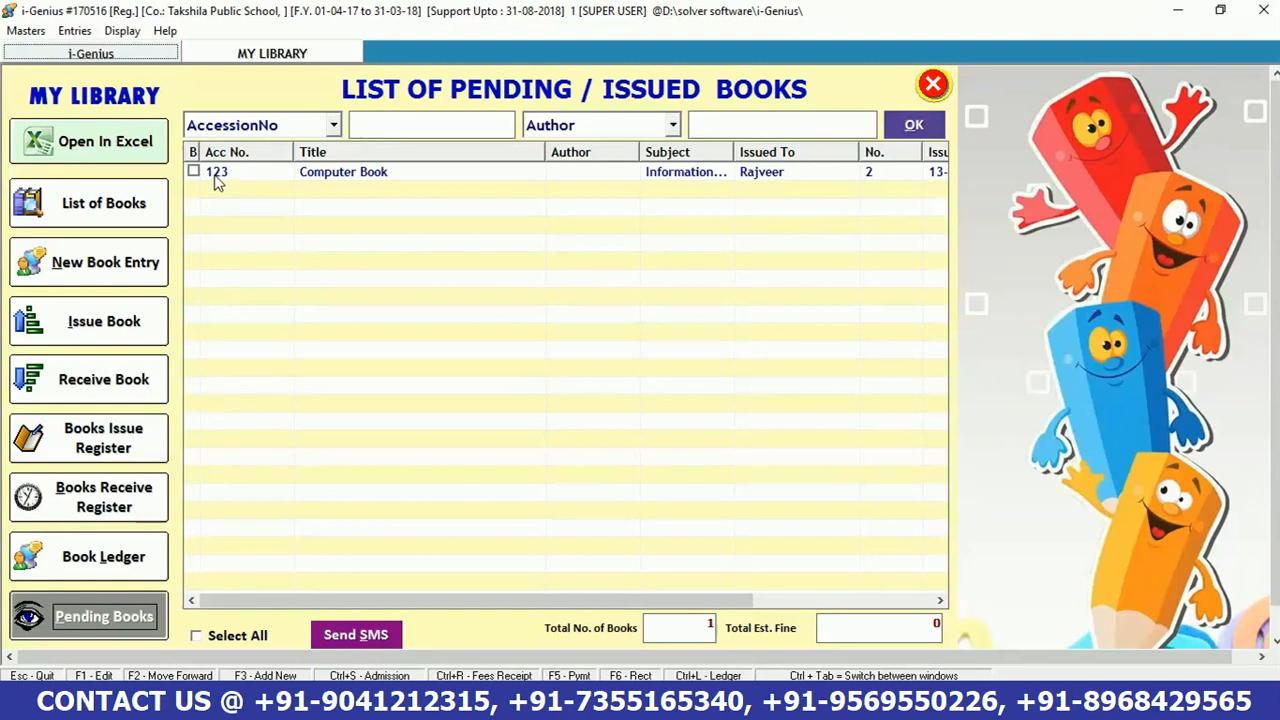 i-Genius #170516 [Reg.] [Co.: Takshila Public School, ] [F.Y. 01-04-17 to 31-03-18] [Support Upto : 31-08-2018] 1 [SUPER USER] @D:\solver software\i-Genius\
Masters Entries Display Help
i-Genius MY LIBRARY
MY LIBRARY
LIST OF PENDING / ISSUED BOOKS
AccessionNo Author OK
B Acc No. Title Author Subject Issued To No. Issu
123 Computer Book Information... Rajveer 2 13-
Open In Excel
List of Books
New Book Entry
Issue Book
Receive Book
Books Issue
Register
Books Receive
Register
Book Ledger
Pending Books
Select All Send SMS Total No. of Books 1 Total Est. Fine 0
Esc - Quit F1 - Edit F2 - Move Forward F3 - Add New Ctrl+S - Admission Ctrl+R - Fees Receipt F5 - Pymt F6 - Rect Ctrl+L - Ledger Ctrl + Tab = Switch between windows
CONTACT US @ +91-9041212315, +91-7355165340, +91-9569550226, +91-8968429565